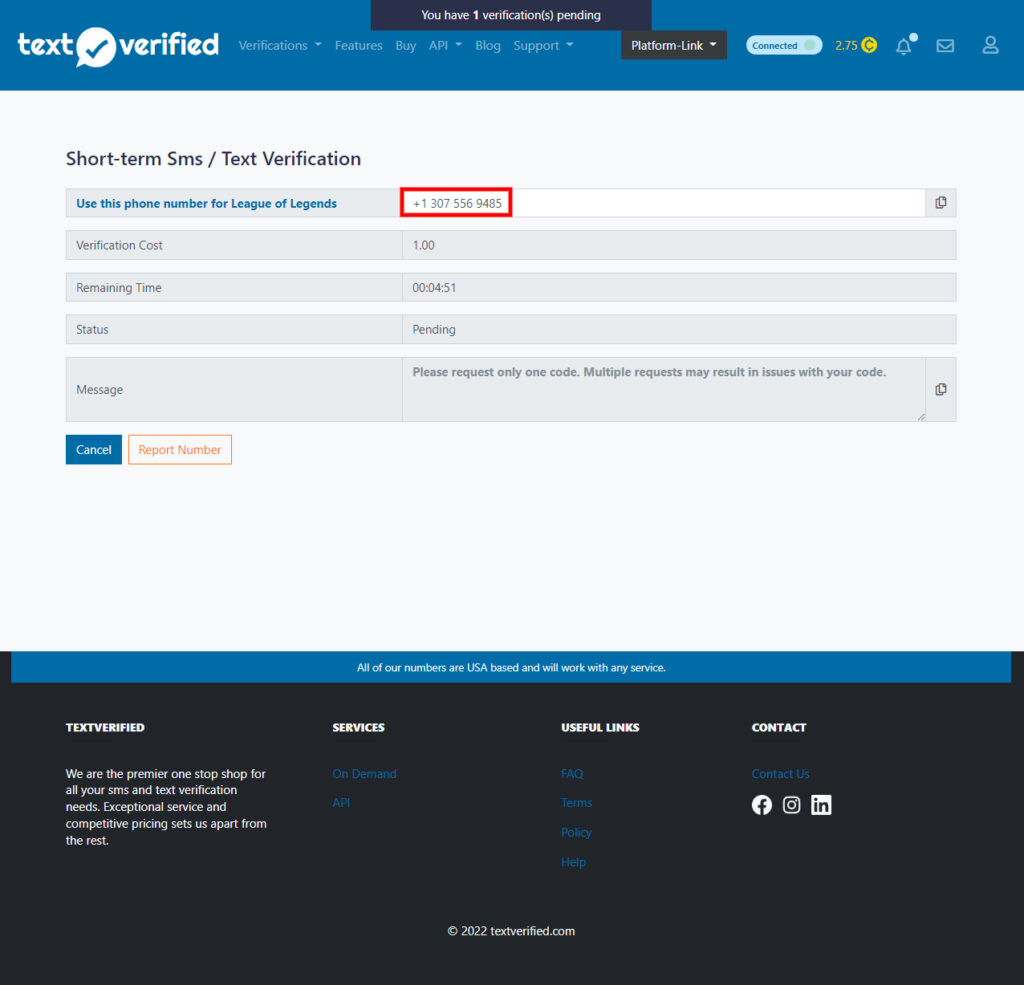 You have 1 verification(s) pending
text verified
Verifications
Features
Buy
API
Blog
Support
Platform-Link
Connected
2.75
Short-term Sms / Text Verification
Use this phone number for League of Legends
+1 307 556 9485
Verification Cost
1.00
Remaining Time
00:04:51
Status
Pending
Message
Please request only one code. Multiple requests may result in issues with your code.
Cancel
Report Number
All of our numbers are USA based and will work with any service.
TEXTVERIFIED
We are the premier one stop shop for
all your sms and text verification
needs. Exceptional service and
competitive pricing sets us apart from
the rest.
SERVICES
On Demand
API
USEFUL LINKS
FAQ
Terms
Policy
Help
CONTACT
Contact Us
© 2022 textverified.com